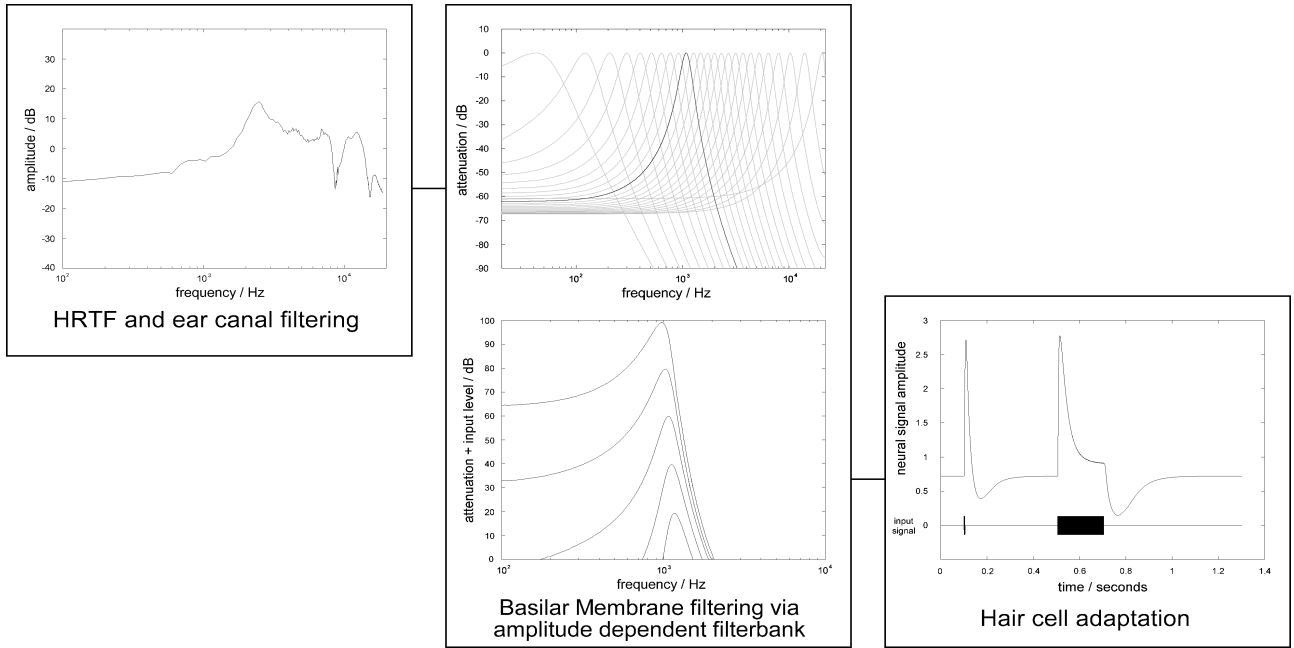 30
20
10
0
-10
-20
-30
-40
amplitude / dB
10² 10³ 10⁴
frequency / Hz
HRTF and ear canal filtering
10
0
-10
-20
-30
-40
-50
-60
-70
-80
-90
attenuation / dB
10² 10³ 10⁴
frequency / Hz
100
90
80
70
60
50
40
30
20
10
0
attenuation + input level / dB
10² 10³ 10⁴
frequency / Hz
Basilar Membrane filtering via
amplitude dependent filterbank
3
2.5
2
1.5
1
0.5
0
neural signal amplitude
input
signal
0 0.2 0.4 0.6 0.8 1 1.2 1.4
time / seconds
Hair cell adaptation